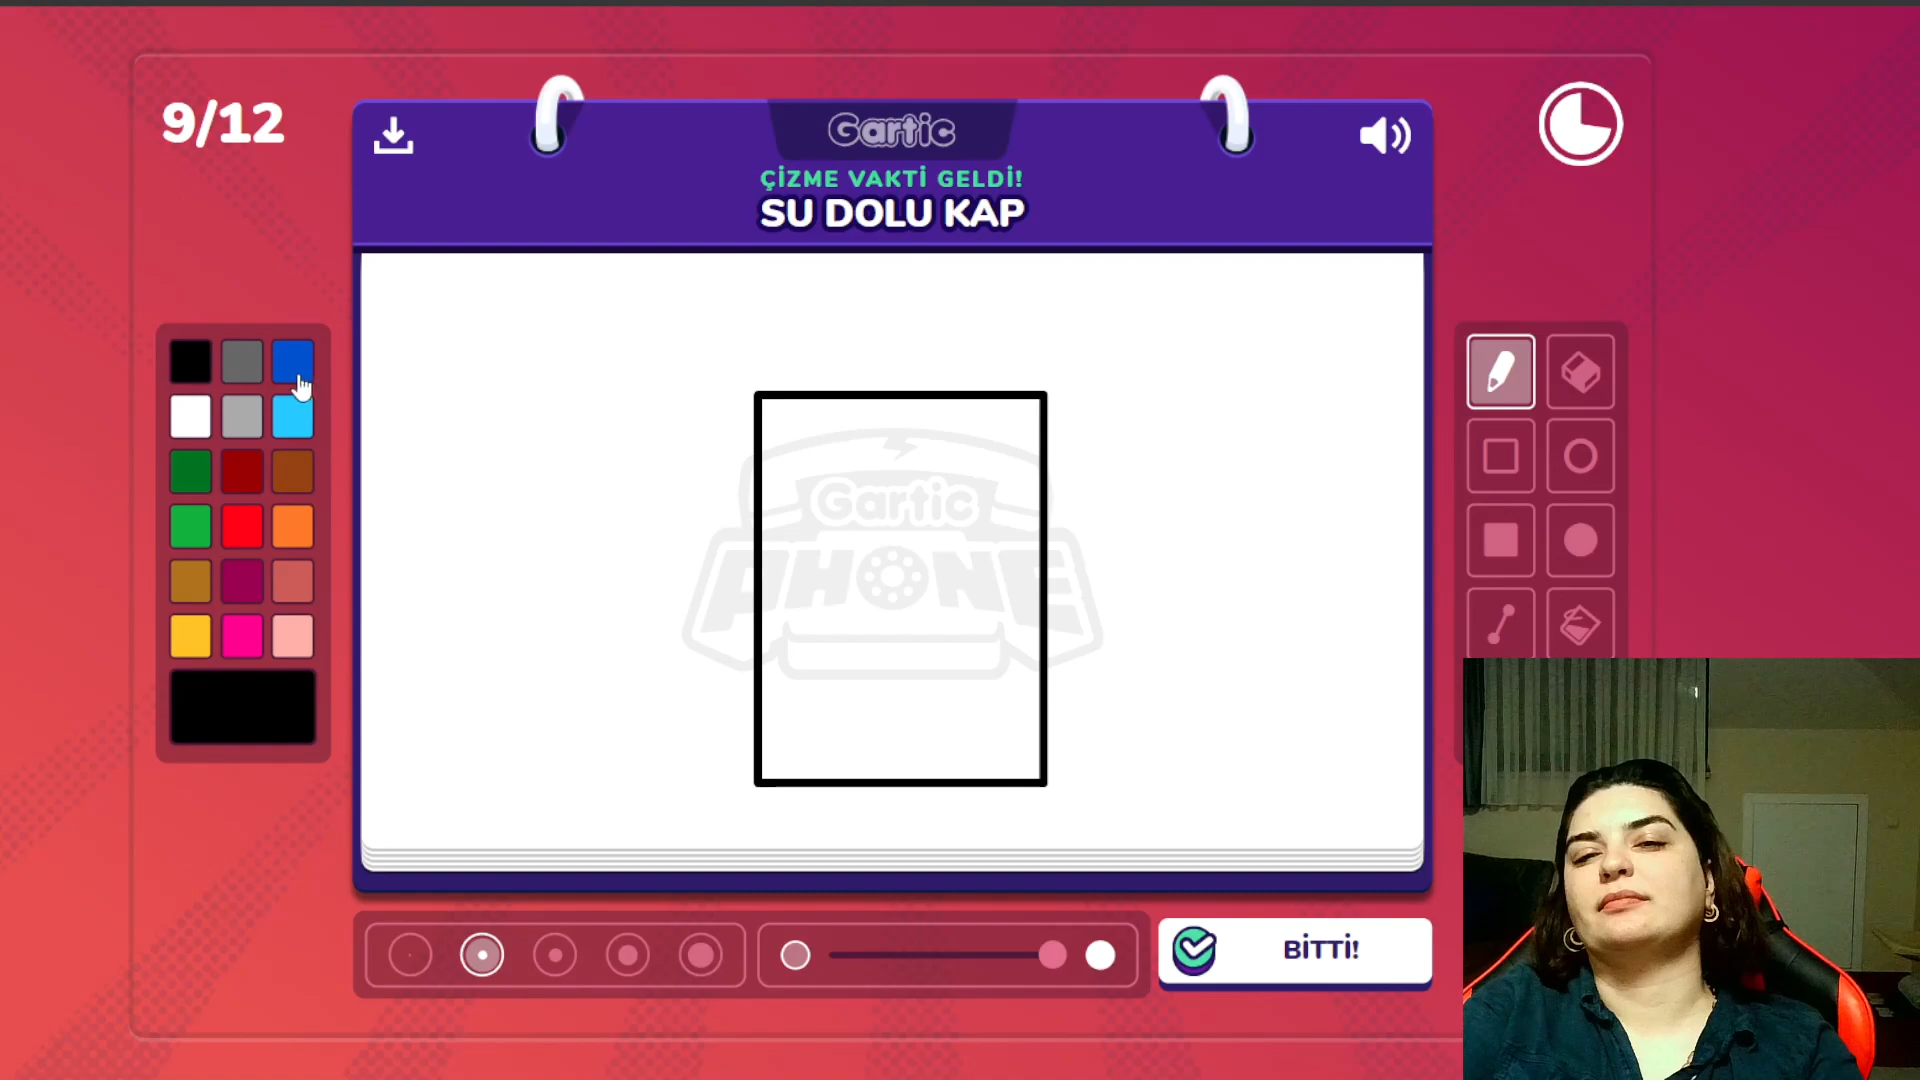 9/12
Gartic
ÇİZME VAKTİ GELDİ!
SU DOLU KAP
Gartic
PHONE
BİTTİ!